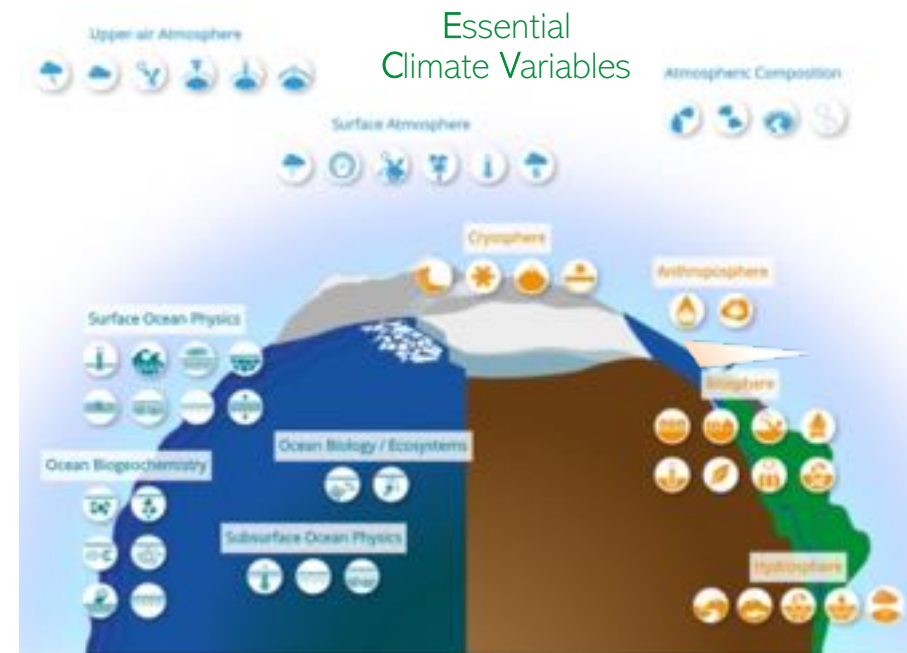 Essential
Climate Variables
Upper-air Atmosphere
Atmospheric Composition
Surface Atmosphere
Cryosphere
Anthroposphere
Surface Ocean Physics
Biosphere
Ocean Biology / Ecosystems
Ocean Biogeochemistry
Subsurface Ocean Physics
Hydrosphere